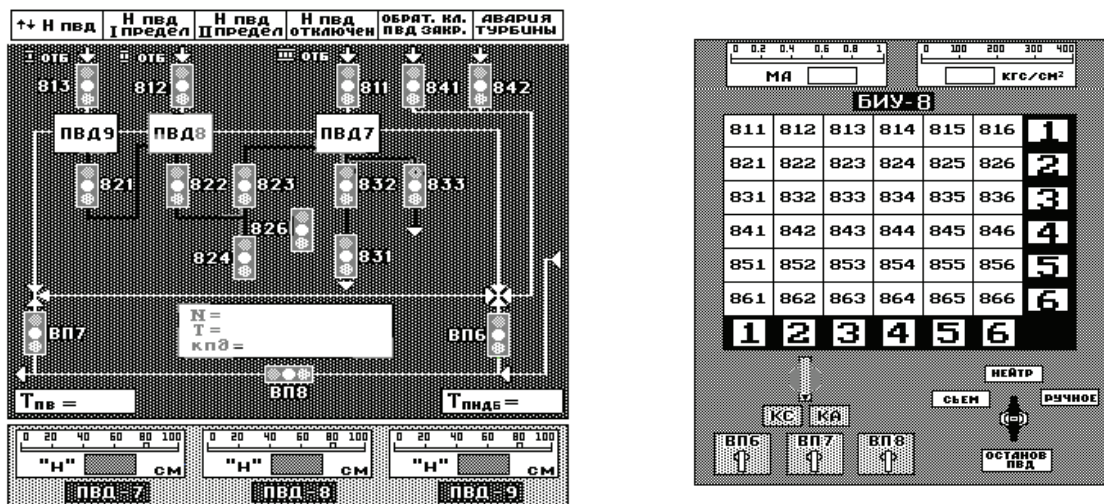 ↑↓ Н ПВД
Н ПВД I ПРЕДЕЛ
Н ПВД II ПРЕДЕЛ
Н ПВД ОТКЛЮЧЕН
ОБРАТ. КЛ. ПВД ЗАКР.
АВАРИЯ ТУРБИНЫ
I ОТБ II ОТБ III ОТБ
813 812 811 841 842
ПВД9 ПВД8 ПВД7
821 822 823 832 833
826
824 831
N =
T =
кпд =
ВП7 ВП6
ВП8
Тпв = Тпндб =
0 20 40 60 80 100
"Н" см
ПВД-7
0 20 40 60 80 100
"Н" см
ПВД-8
0 20 40 60 80 100
"Н" см
ПВД-9
0 0.2 0.4 0.6 0.8 1
МА
0 100 200 300 400
кгс/см²
БИУ-8
811 812 813 814 815 816 1
821 822 823 824 825 826 2
831 832 833 834 835 836 3
841 842 843 844 845 846 4
851 852 853 854 855 856 5
861 862 863 864 865 866 6
1 2 3 4 5 6
НЕЙТР
СЬЕМ РУЧНОЕ
КС КА
ВП6 ВП7 ВП8
ОСТАНОВ
ПВД